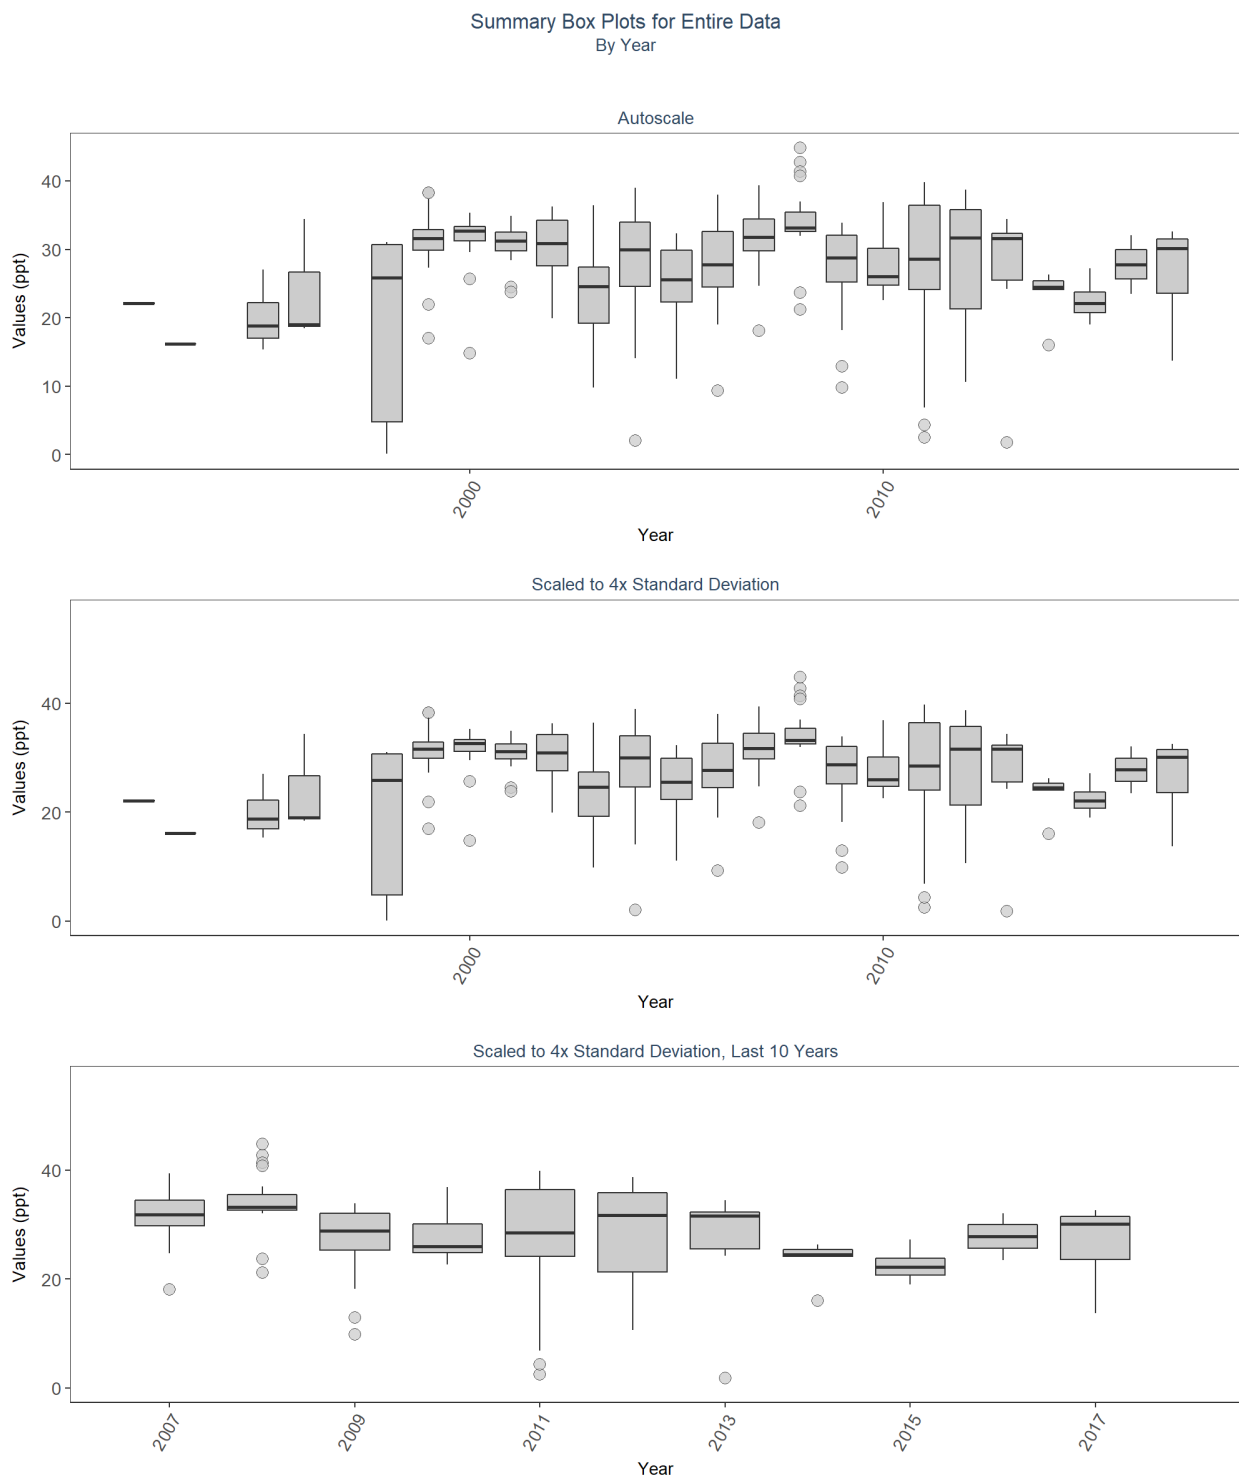 Summary Box Plots for Entire Data
By Year
Autoscale
Values (ppt)
40
30
20
10
0
2000
2010
Year
Scaled to 4x Standard Deviation
Values (ppt)
40
20
0
2000
2010
Year
Scaled to 4x Standard Deviation, Last 10 Years
Values (ppt)
40
20
0
2007
2009
2011
2013
2015
2017
Year